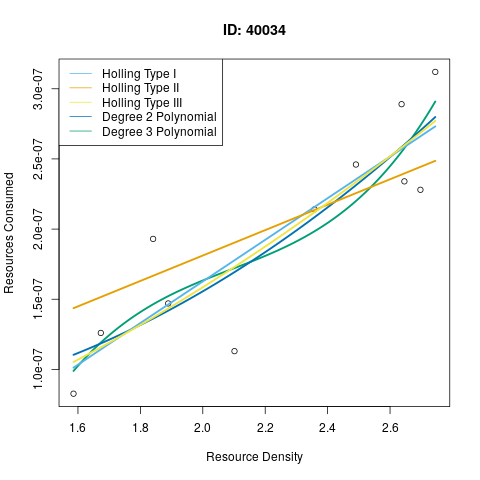 ID: 40034
Holling Type I
Holling Type II
Holling Type III
Degree 2 Polynomial
Degree 3 Polynomial
Resources Consumed
3.0e-07
2.5e-07
2.0e-07
1.5e-07
1.0e-07
1.6 1.8 2.0 2.2 2.4 2.6
Resource Density